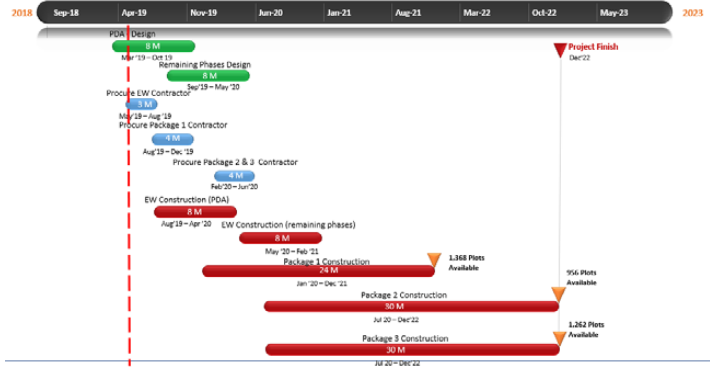 2018 Sep-18 Apr-19 Nov-19 Jun-20 Jan-21 Aug-21 Mar-22 Oct-22 May-23 2023
PDA Design
8 M
Mar'19 – Oct 19
Project Finish
Dec'22
Remaining Phases Design
8 M
Sep'19 – May '20
Procure EW Contractor
3 M
May'19 – Aug '19
Procure Package 1 Contractor
4 M
Aug'19 – Dec '19
Procure Package 2 & 3 Contractor
4 M
Feb'20 – Jun'20
EW Construction (PDA)
8 M
Aug'19 – Apr '20
EW Construction (remaining phases)
8 M
May '20 – Feb '21
Package 1 Construction
24 M
Jan '20 – Dec '21
1.368 Plots
Available
Package 2 Construction
30 M
Jul 20 – Dec'22
956 Plots
Available
Package 3 Construction
30 M
Jul 20 – Dec'22
1.262 Plots
Available